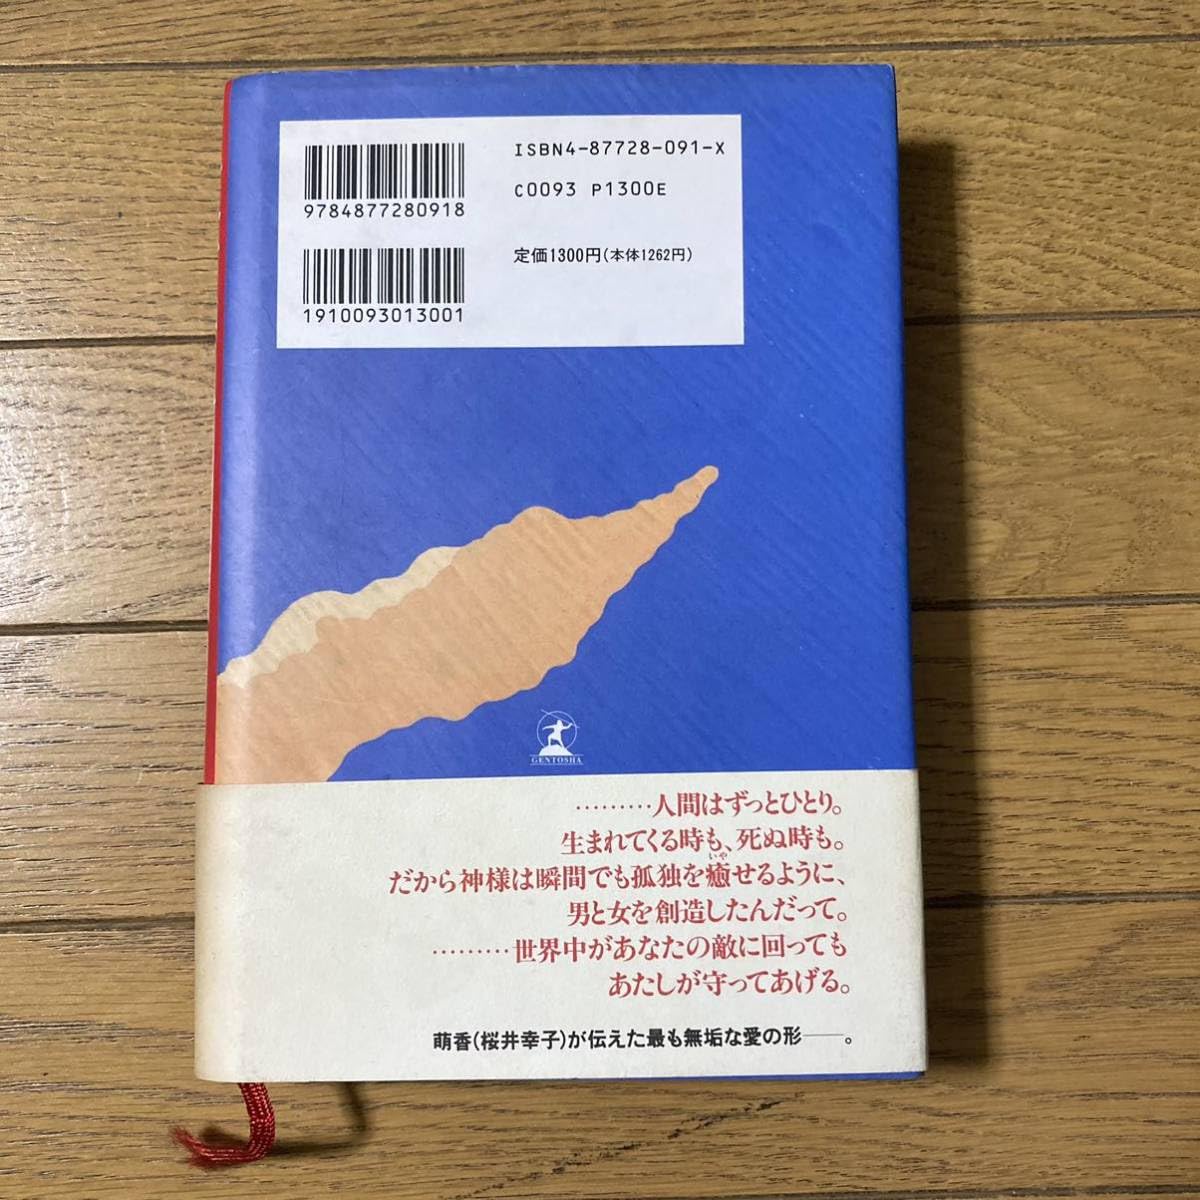 ISBN4-87728-091-X
9784877280918
C0093 P1300E
定価1300円(本体1262円)
1910093013001
GENTOSHA
………人間はずっとひとり。
生まれてくる時も、死ぬ時も。
いや
だから神様は瞬間でも孤独を癒せるように、
男と女を創造したんだって。
………世界中があなたの敵に回っても
あたしが守ってあげる。
萌香(桜井幸子)が伝えた最も無垢な愛の形――。